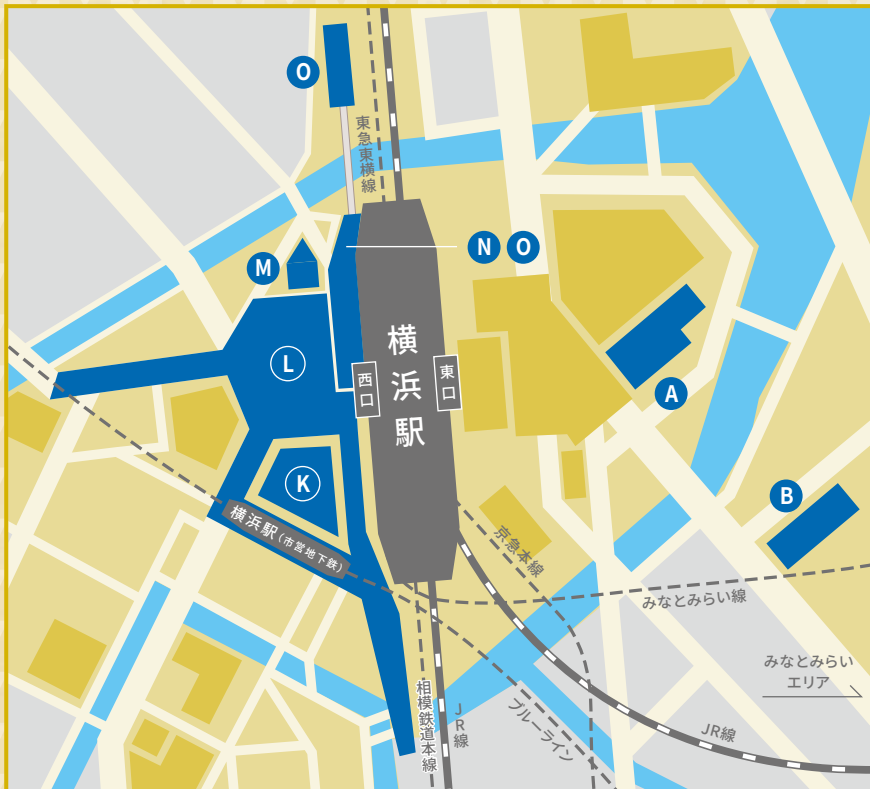 O
東急東横線
N O
M
横浜駅
L
西口
東口
A
K
B
横浜駅（市営地下鉄）
京急本線
みなとみらい線
みなとみらい
エリア
相模鉄道本線
JR線
ブルーライン
JR線